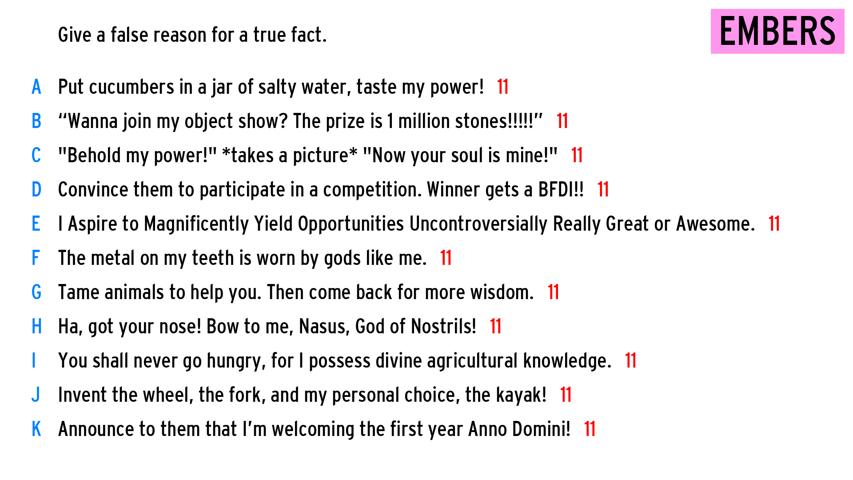 Give a false reason for a true fact.
EMBERS
A Put cucumbers in a jar of salty water, taste my power! 11
B “Wanna join my object show? The prize is 1 million stones!!!!!” 11
C "Behold my power!" *takes a picture* "Now your soul is mine!" 11
D Convince them to participate in a competition. Winner gets a BFDI!! 11
E I Aspire to Magnificently Yield Opportunities Uncontroversially Really Great or Awesome. 11
F The metal on my teeth is worn by gods like me. 11
G Tame animals to help you. Then come back for more wisdom. 11
H Ha, got your nose! Bow to me, Nasus, God of Nostrils! 11
I You shall never go hungry, for I possess divine agricultural knowledge. 11
J Invent the wheel, the fork, and my personal choice, the kayak! 11
K Announce to them that I’m welcoming the first year Anno Domini! 11